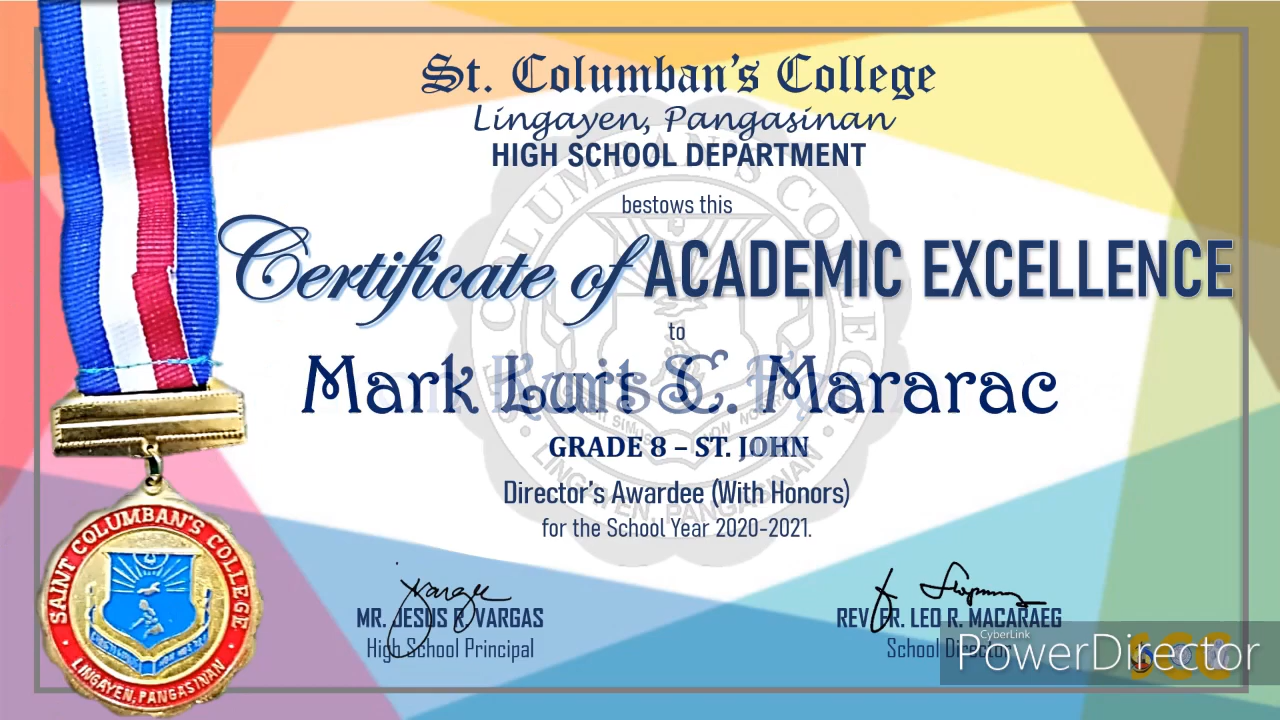 St. Columban's College
Lingayen, Pangasinan
HIGH SCHOOL DEPARTMENT
bestows this
Certificate of ACADEMIC EXCELLENCE
to
Mark Mararac
GRADE 8 – ST. JOHN
Director's Awardee (With Honors)
for the School Year 2020-2021.
MR. JESUS R. VARGAS
High School Principal
REV. FR. LEO R. MACARAEG
School Director
SAINT COLUMBAN'S COLLEGE
LINGAYEN, PANGASINAN
CyberLink
PowerDirector